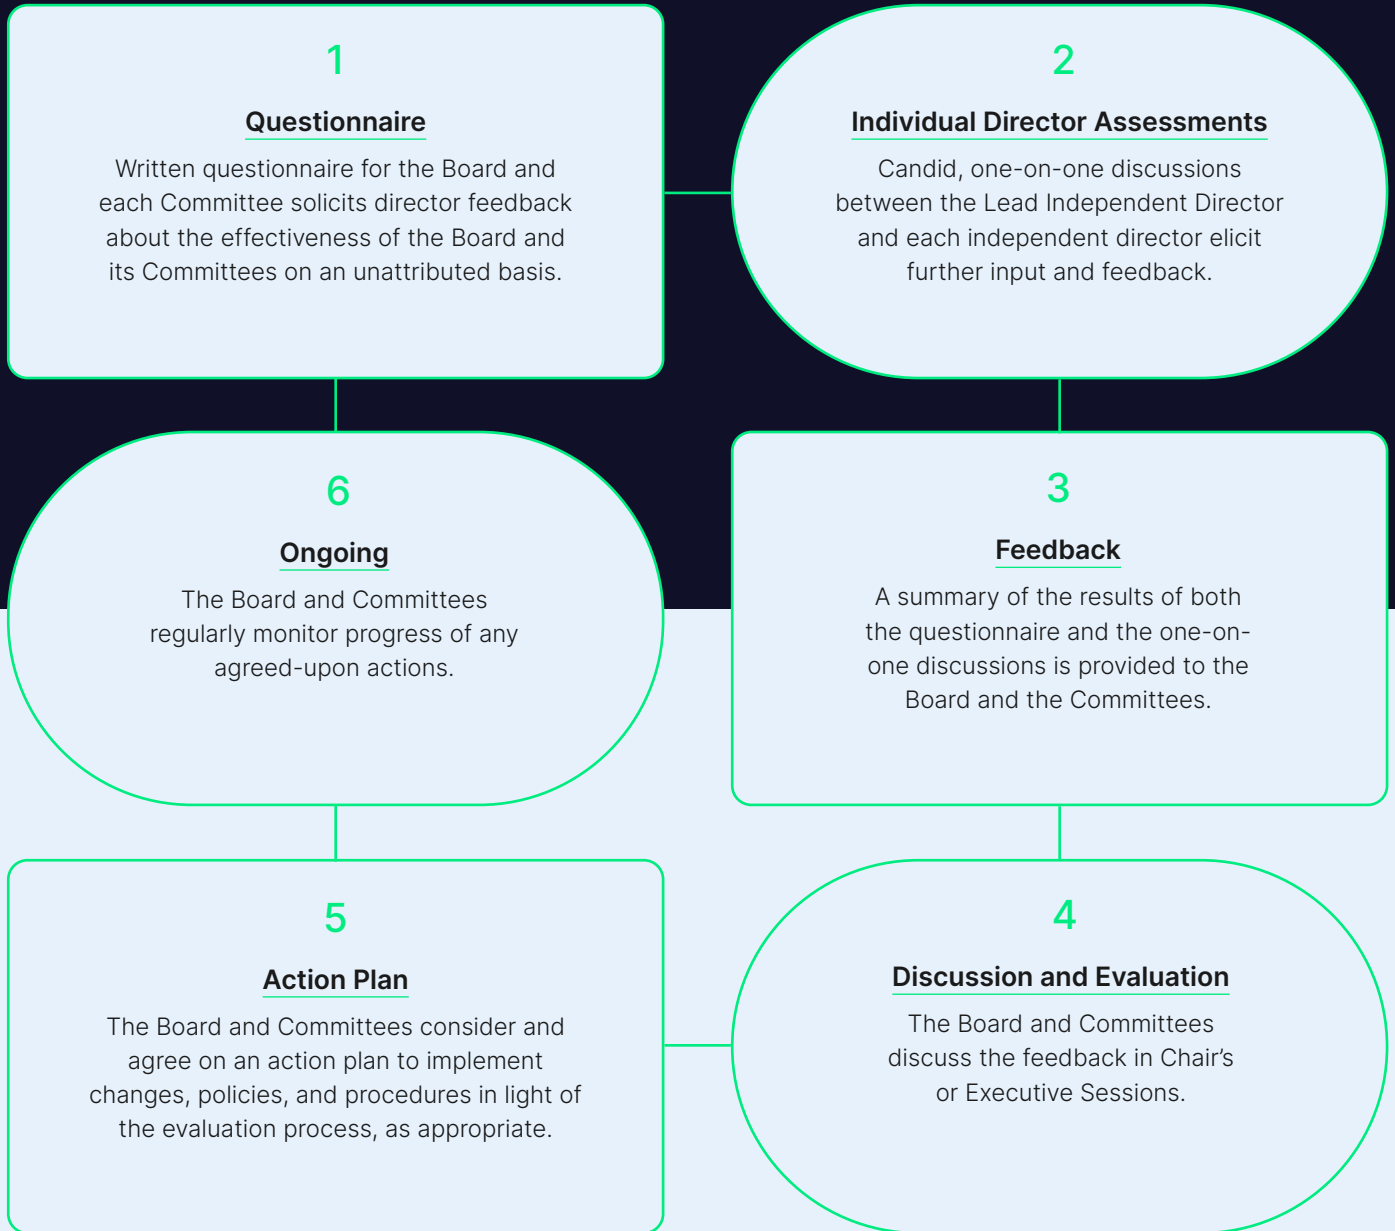 1
Questionnaire
Written questionnaire for the Board and
each Committee solicits director feedback
about the effectiveness of the Board and
its Committees on an unattributed basis.
2
Individual Director Assessments
Candid, one-on-one discussions
between the Lead Independent Director
and each independent director elicit
further input and feedback.
3
Feedback
A summary of the results of both
the questionnaire and the one-on-
one discussions is provided to the
Board and the Committees.
4
Discussion and Evaluation
The Board and Committees
discuss the feedback in Chair’s
or Executive Sessions.
5
Action Plan
The Board and Committees consider and
agree on an action plan to implement
changes, policies, and procedures in light of
the evaluation process, as appropriate.
6
Ongoing
The Board and Committees
regularly monitor progress of any
agreed-upon actions.